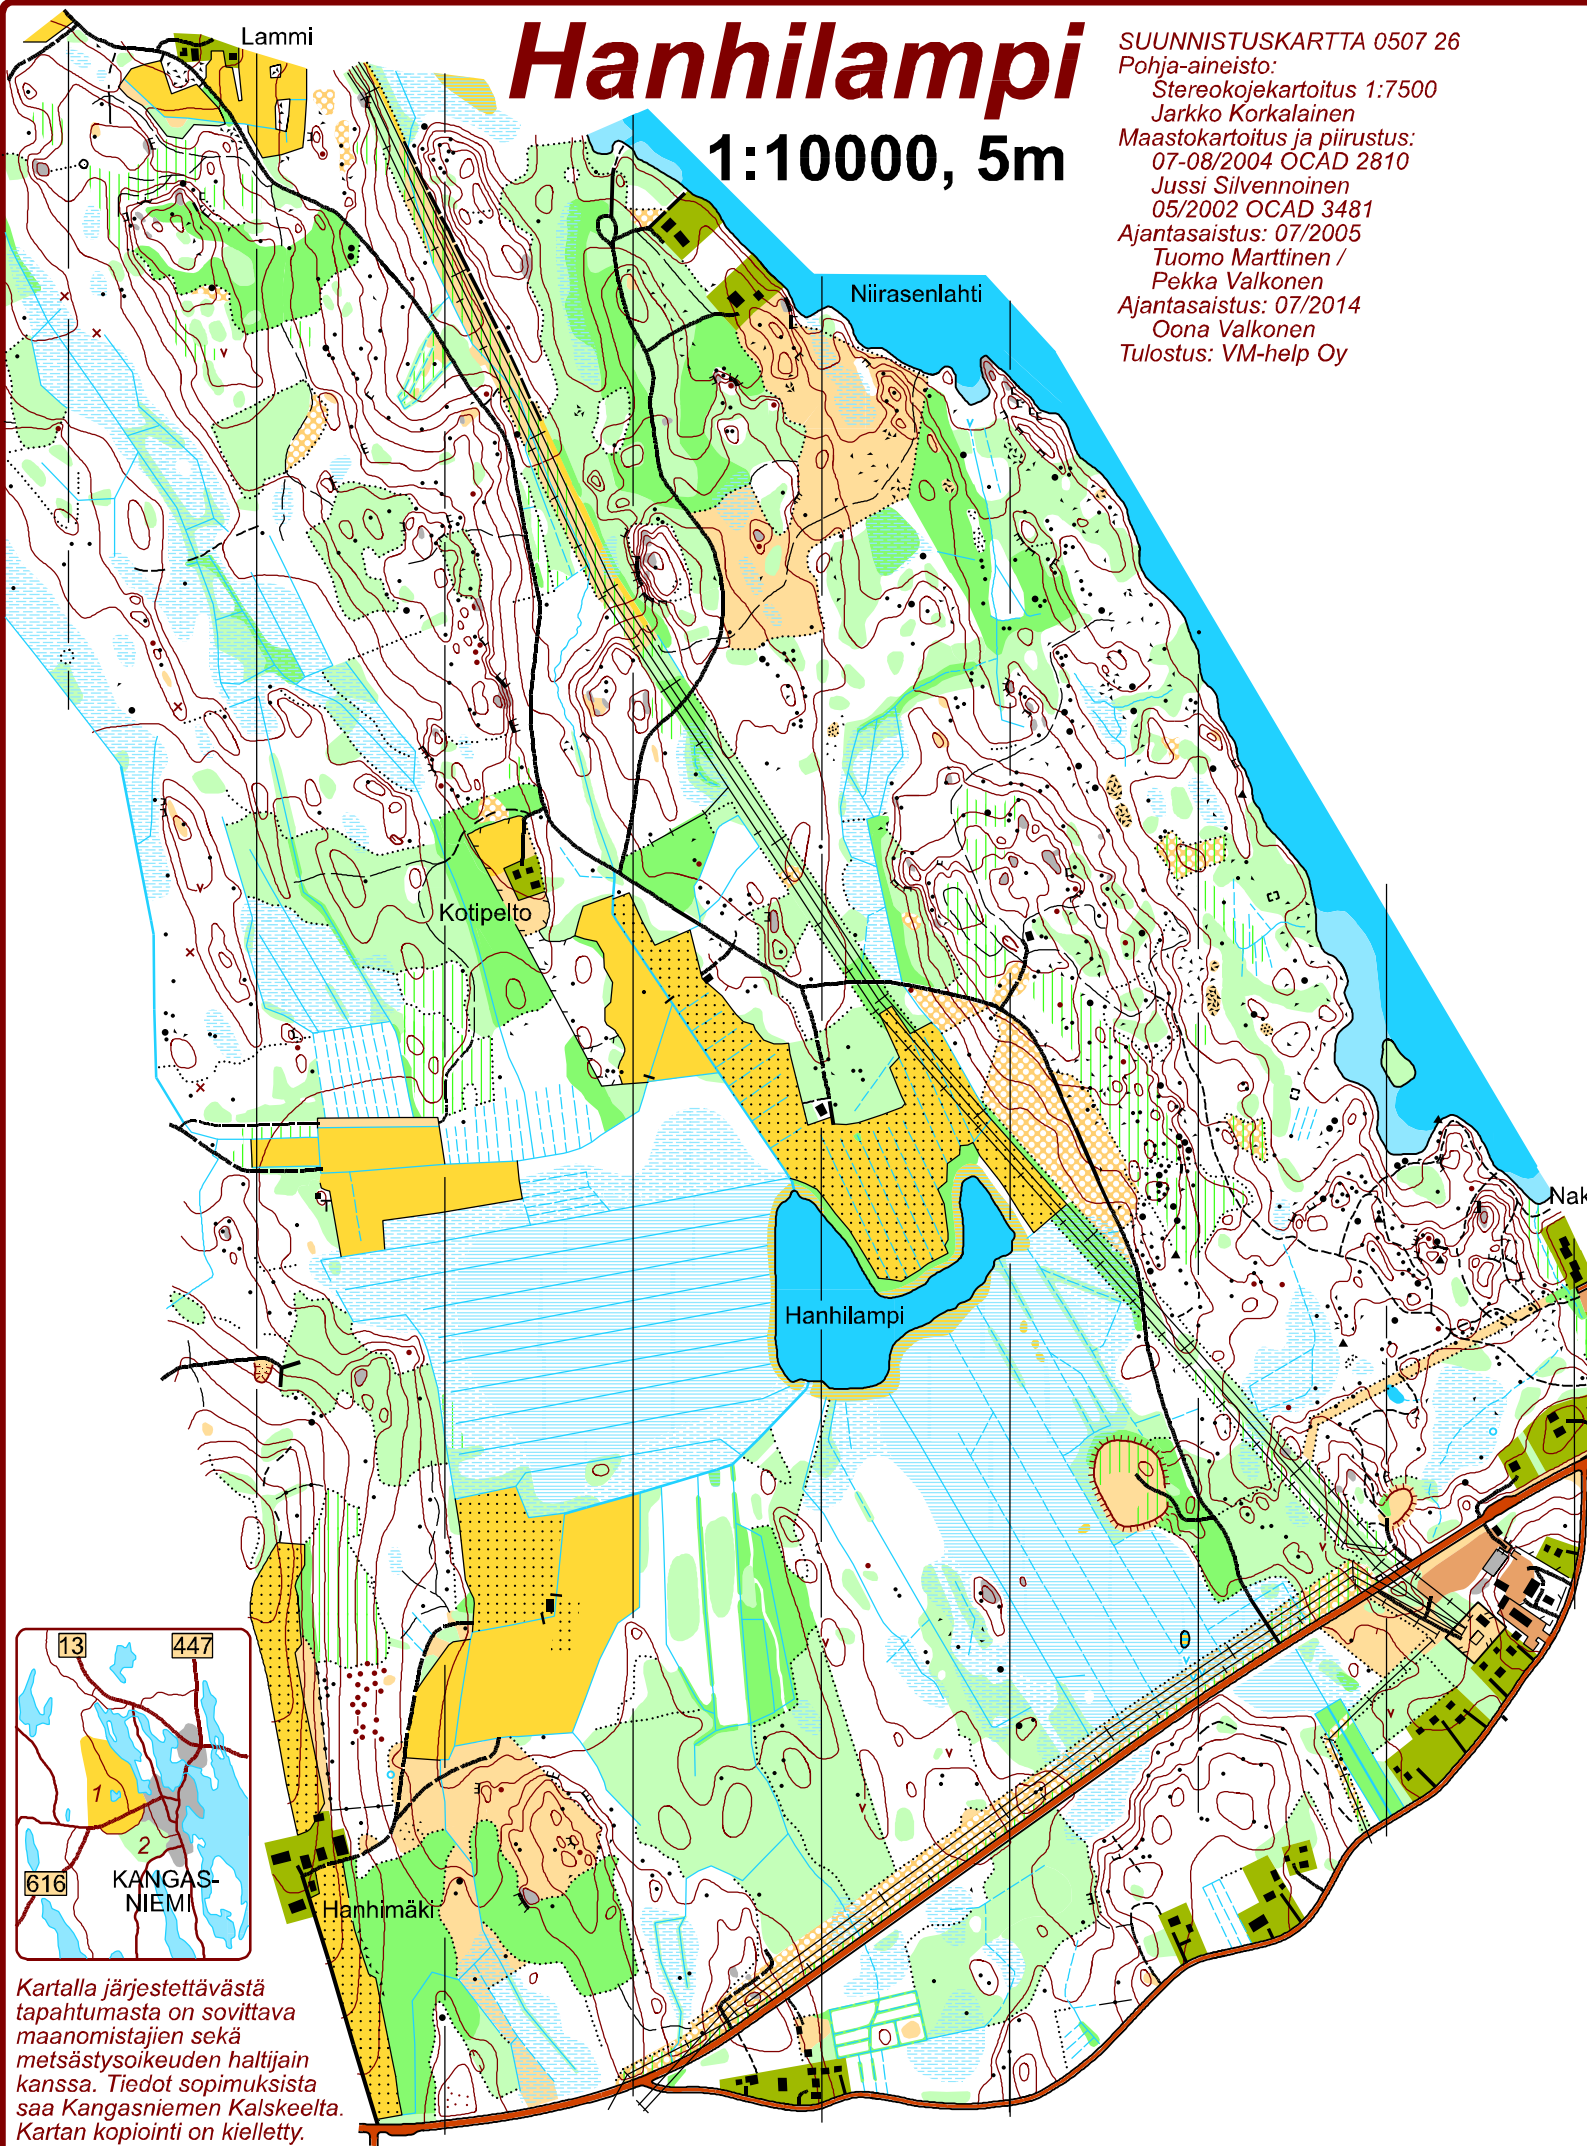 Hanhilampi
1:10000, 5m
SUUNNISTUSKARTTA 0507 26
Pohja-aineisto:
Stereokojekartoitus 1:7500
Jarkko Korkalainen
Maastokartoitus ja piirustus:
07-08/2004 OCAD 2810
Jussi Silvennoinen
05/2002 OCAD 3481
Ajantasaistus: 07/2005
Tuomo Marttinen /
Pekka Valkonen
Ajantasaistus: 07/2014
Oona Valkonen
Tulostus: VM-help Oy
Lammi
Niirasenlahti
Kotipelto
Nak
Hanhilampi
Hanhimäki
13
447
1
2
616
KANGAS-
NIEMI
Kartalla järjestettävästä
tapahtumasta on sovittava
maanomistajien sekä
metsästysoikeuden haltijain
kanssa. Tiedot sopimuksista
saa Kangasniemen Kalskeelta.
Kartan kopiointi on kielletty.